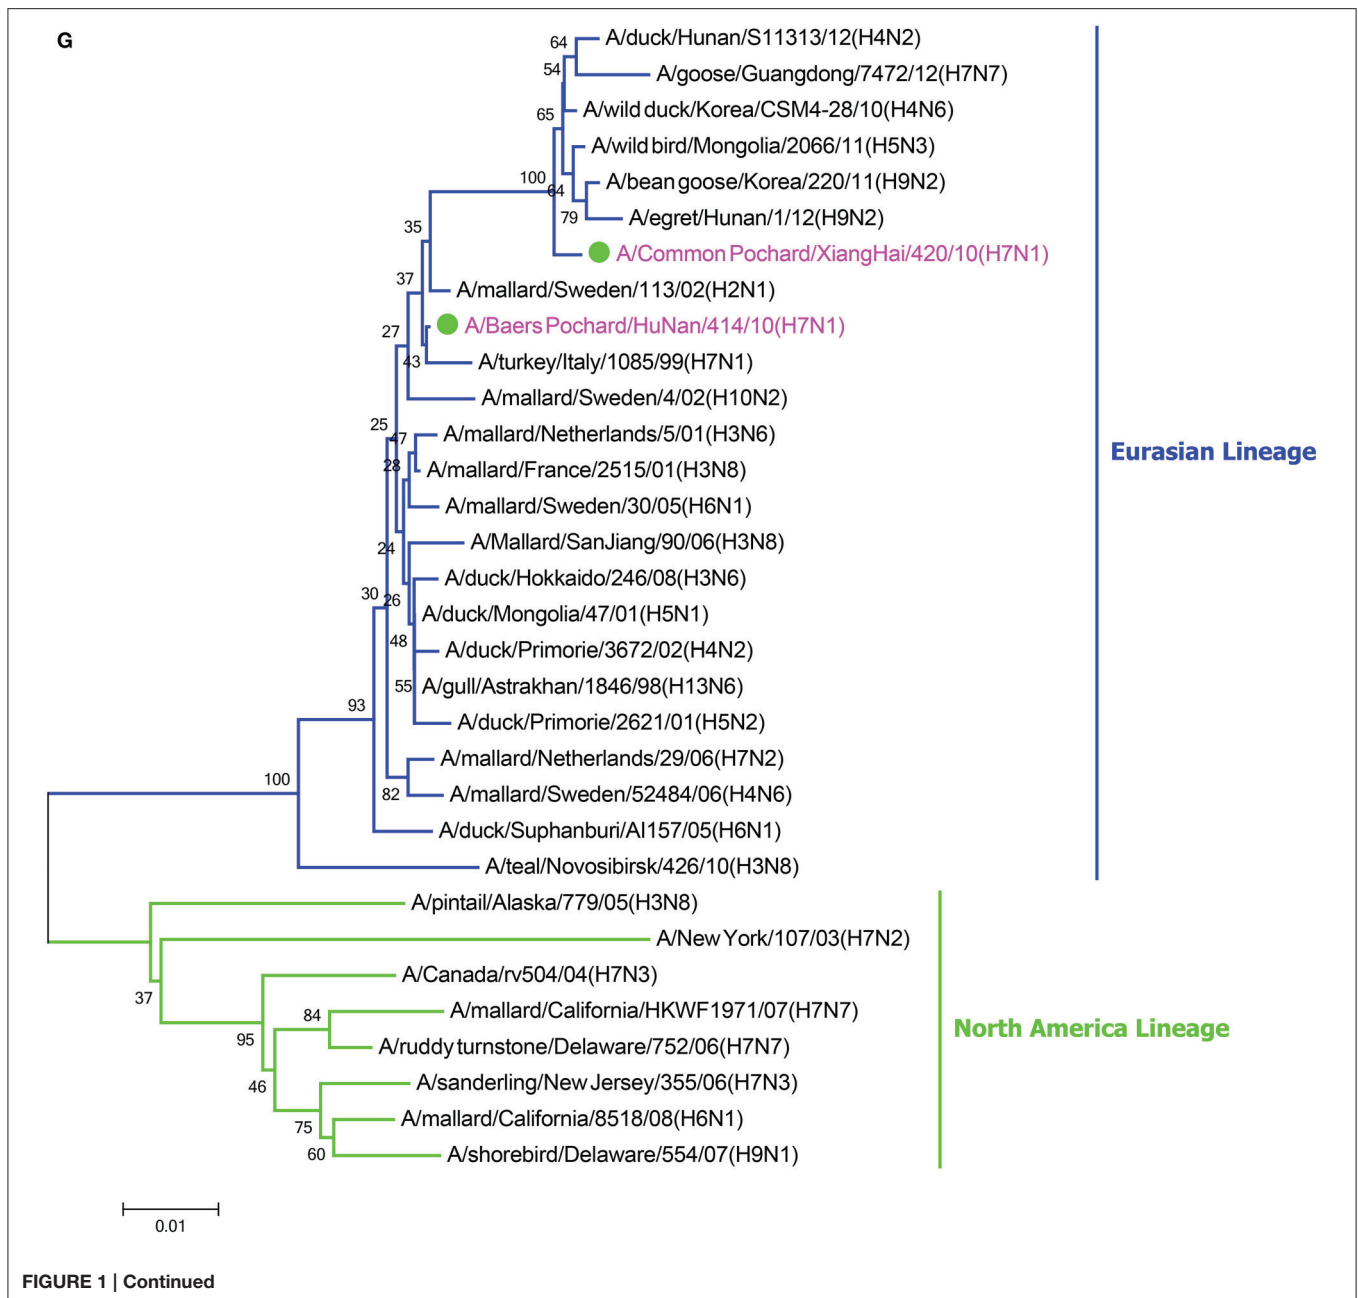 G
64
A/duck/Hunan/S11313/12(H4N2)
54
A/goose/Guangdong/7472/12(H7N7)
65
A/wild duck/Korea/CSM4-28/10(H4N6)
A/wild bird/Mongolia/2066/11(H5N3)
100
64
A/bean goose/Korea/220/11(H9N2)
79
A/egret/Hunan/1/12(H9N2)
35
A/Common Pochard/XiangHai/420/10(H7N1)
37
A/mallard/Sweden/113/02(H2N1)
27
A/Baers Pochard/HuNan/414/10(H7N1)
43
A/turkey/Italy/1085/99(H7N1)
A/mallard/Sweden/4/02(H10N2)
25
47
A/mallard/Netherlands/5/01(H3N6)
Eurasian Lineage
28
A/mallard/France/2515/01(H3N8)
A/mallard/Sweden/30/05(H6N1)
24
A/Mallard/SanJiang/90/06(H3N8)
A/duck/Hokkaido/246/08(H3N6)
30
26
A/duck/Mongolia/47/01(H5N1)
48
A/duck/Primorie/3672/02(H4N2)
55
A/gull/Astrakhan/1846/98(H13N6)
93
A/duck/Primorie/2621/01(H5N2)
A/mallard/Netherlands/29/06(H7N2)
100
82
A/mallard/Sweden/52484/06(H4N6)
A/duck/Suphanburi/AI157/05(H6N1)
A/teal/Novosibirsk/426/10(H3N8)
A/pintail/Alaska/779/05(H3N8)
A/New York/107/03(H7N2)
A/Canada/rv504/04(H7N3)
37
84
A/mallard/California/HKWF1971/07(H7N7)
North America Lineage
95
A/ruddy turnstone/Delaware/752/06(H7N7)
46
A/sanderling/New Jersey/355/06(H7N3)
75
A/mallard/California/8518/08(H6N1)
60
A/shorebird/Delaware/554/07(H9N1)
0.01
FIGURE 1 | Continued